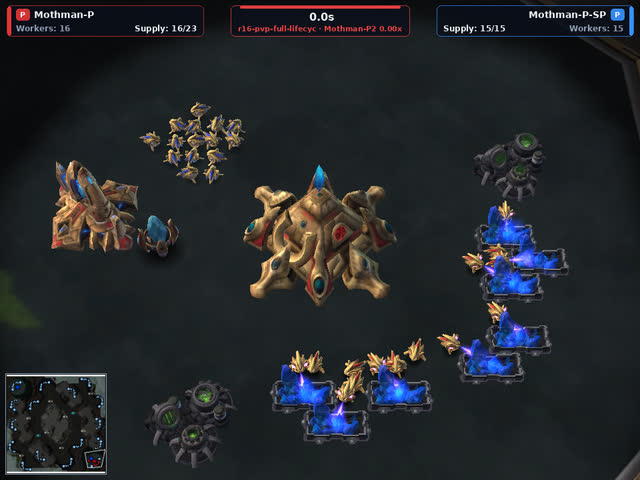 P Mothman-P
Workers: 16 Supply: 16/23
0.0s
r16-pvp-full-lifecyc · Mothman-P2 0.00x
Mothman-P-SP P
Supply: 15/15 Workers: 15